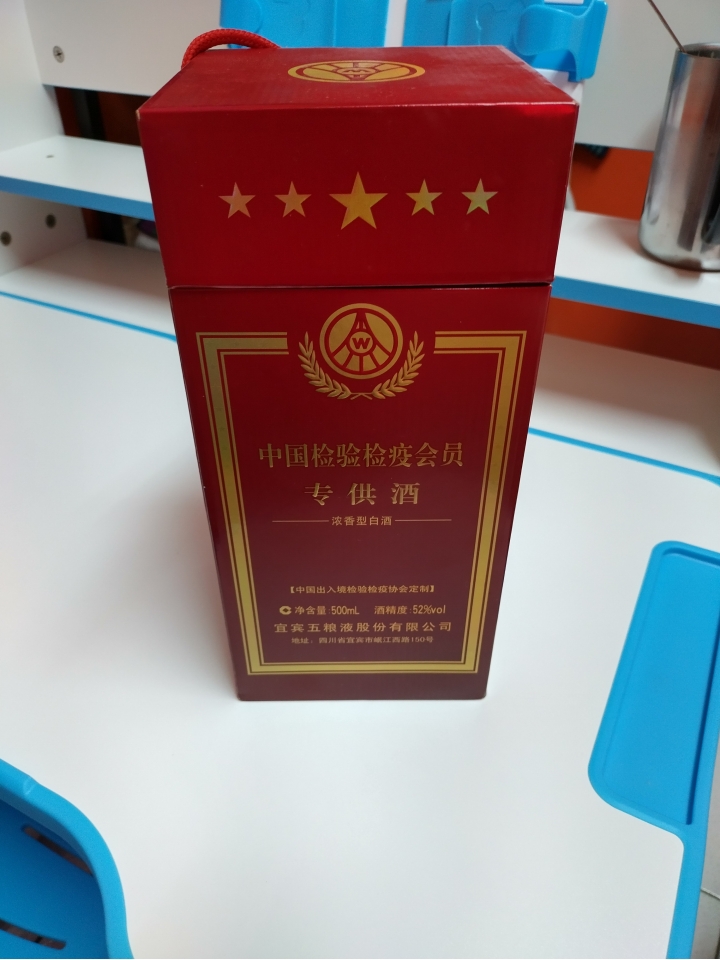 W
中国检验检疫会员
专供酒
浓香型白酒
【中国出入境检验检疫协会定制】
C 净含量:500mL 酒精度:52%vol
宜宾五粮液股份有限公司
地址：四川省宜宾市岷江西路150号